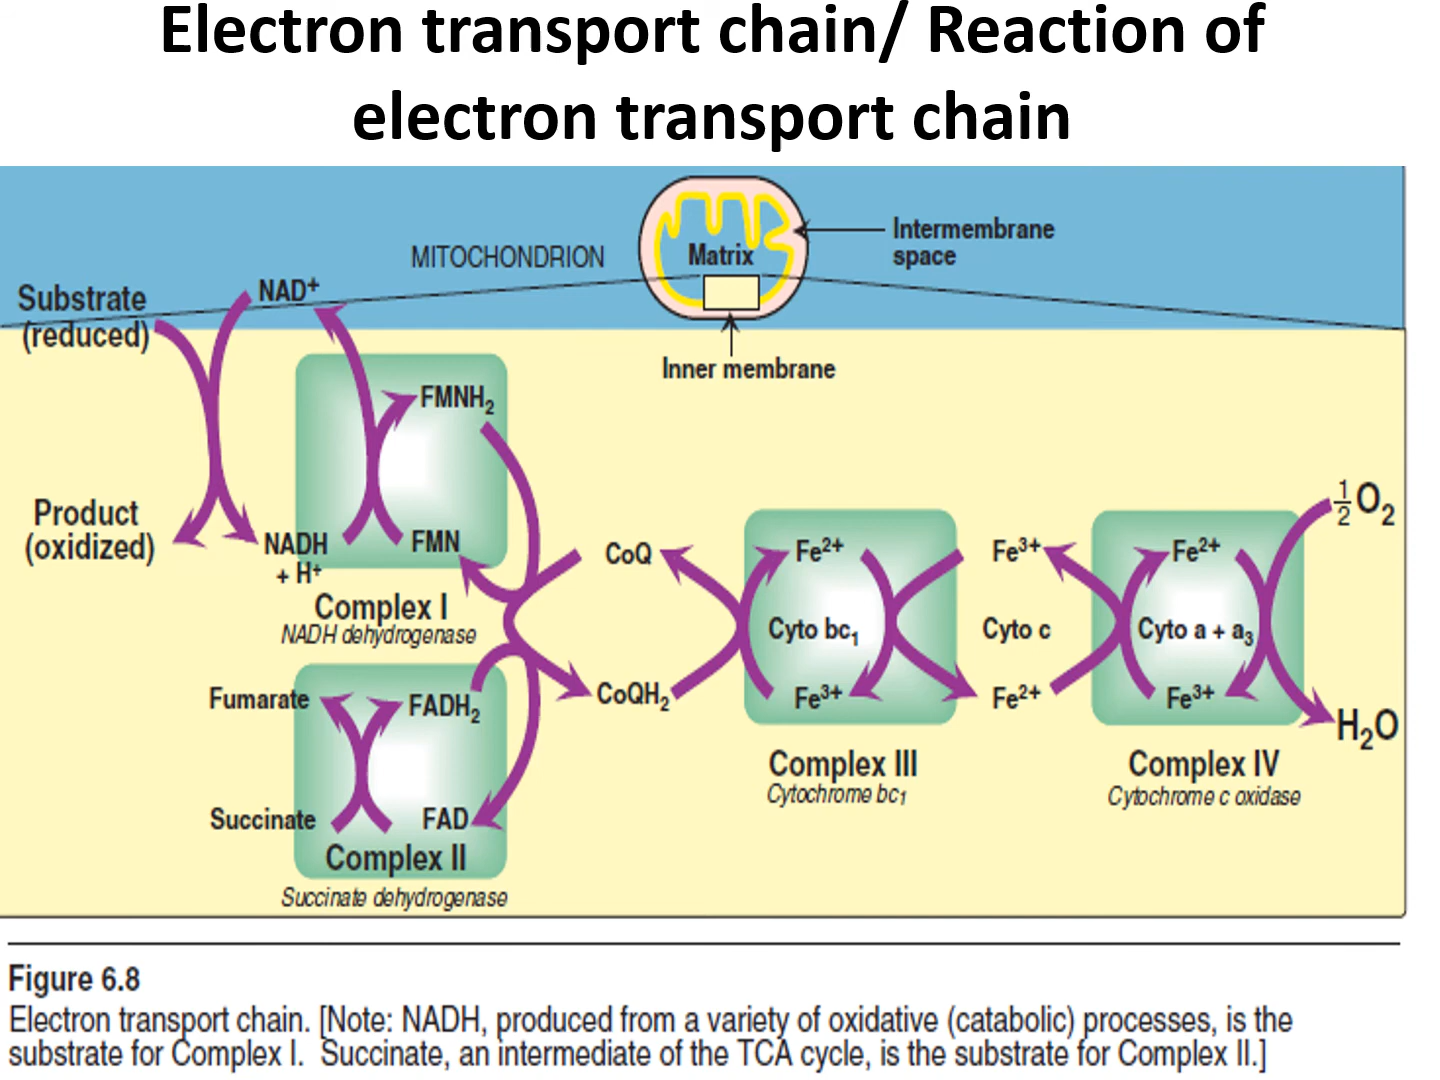 Electron transport chain/ Reaction of
electron transport chain
MITOCHONDRION
Matrix
Intermembrane
space
Inner membrane
Substrate
(reduced)
NAD⁺
Product
(oxidized)
NADH
+ H⁺
FMNH₂
FMN
Complex I
NADH dehydrogenase
Fumarate
FADH₂
Succinate
FAD
Complex II
Succinate dehydrogenase
CoQ
CoQH₂
Fe²⁺
Cyto bc₁
Fe³⁺
Complex III
Cytochrome bc₁
Fe³⁺
Cyto c
Fe²⁺
Fe²⁺
Cyto a + a₃
Fe³⁺
Complex IV
Cytochrome c oxidase
½O₂
H₂O
Figure 6.8
Electron transport chain. [Note: NADH, produced from a variety of oxidative (catabolic) processes, is the
substrate for Complex I. Succinate, an intermediate of the TCA cycle, is the substrate for Complex II.]